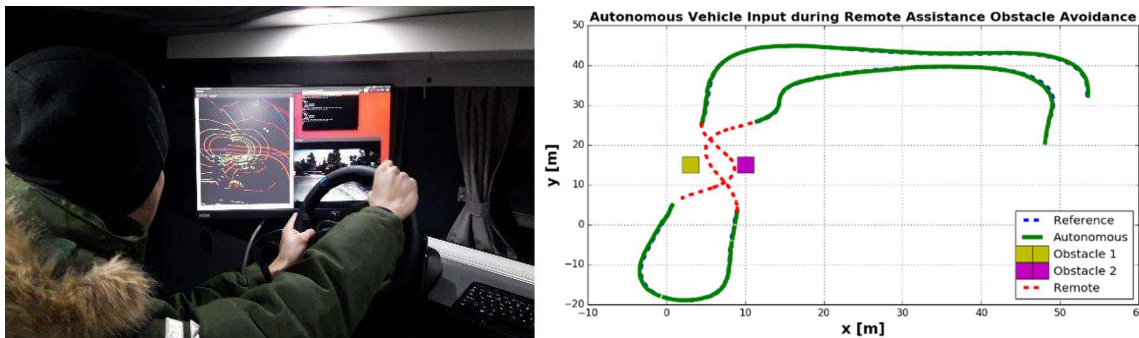 Autonomous Vehicle Input during Remote Assistance Obstacle Avoidance
50
40
30
20
10
0
−10
−20
y [m]
−10 0 10 20 30 40 50 6
x [m]
Reference
Autonomous
Obstacle 1
Obstacle 2
Remote